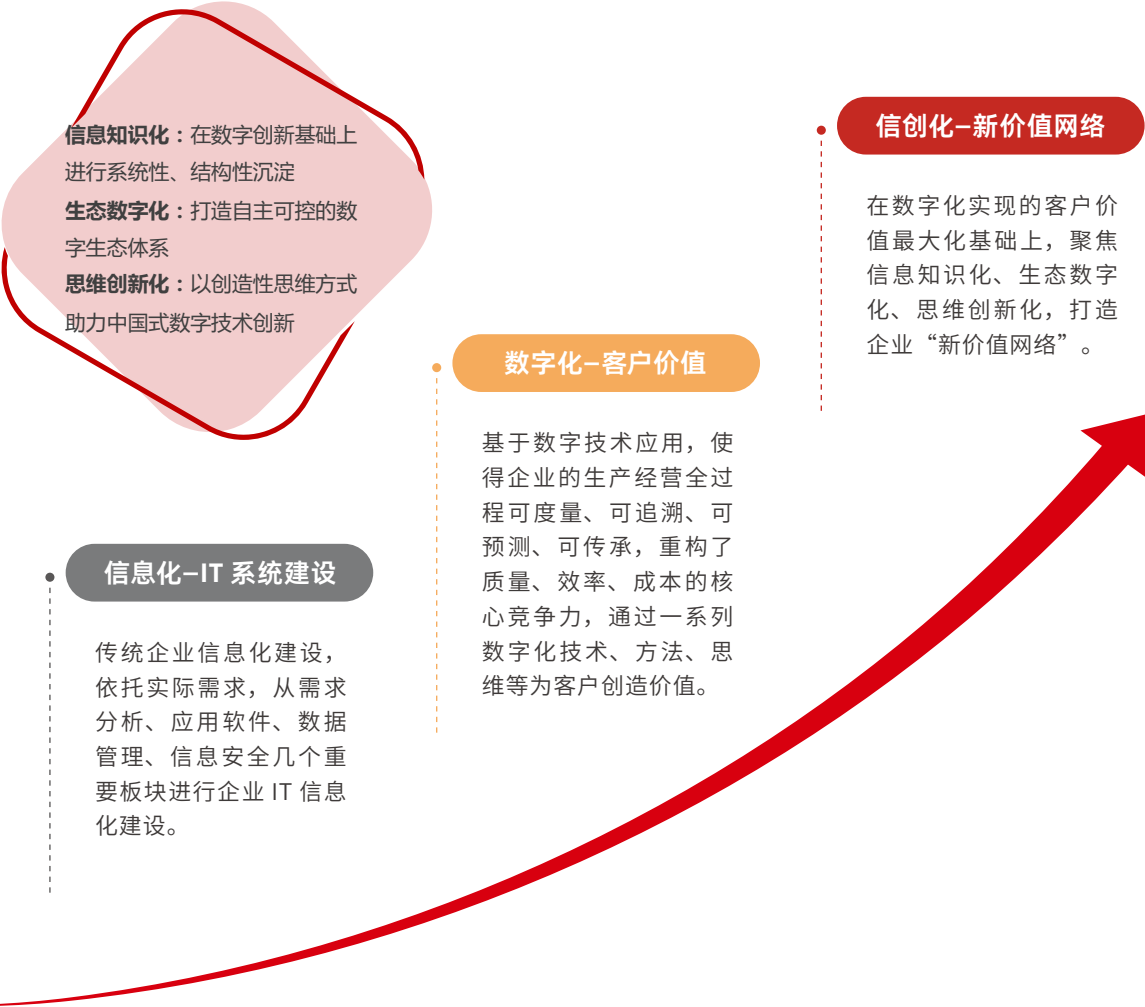 信息知识化：在数字创新基础上
进行系统性、结构性沉淀
生态数字化：打造自主可控的数
字生态体系
思维创新化：以创造性思维方式
助力中国式数字技术创新
信息化–IT 系统建设
传统企业信息化建设，
依托实际需求，从需求
分析、应用软件、数据
管理、信息安全几个重
要板块进行企业 IT 信息
化建设。
数字化–客户价值
基于数字技术应用，使
得企业的生产经营全过
程可度量、可追溯、可
预测、可传承，重构了
质量、效率、成本的核
心竞争力，通过一系列
数字化技术、方法、思
维等为客户创造价值。
信创化–新价值网络
在数字化实现的客户价
值最大化基础上，聚焦
信息知识化、生态数字
化、思维创新化，打造
企业“新价值网络”。